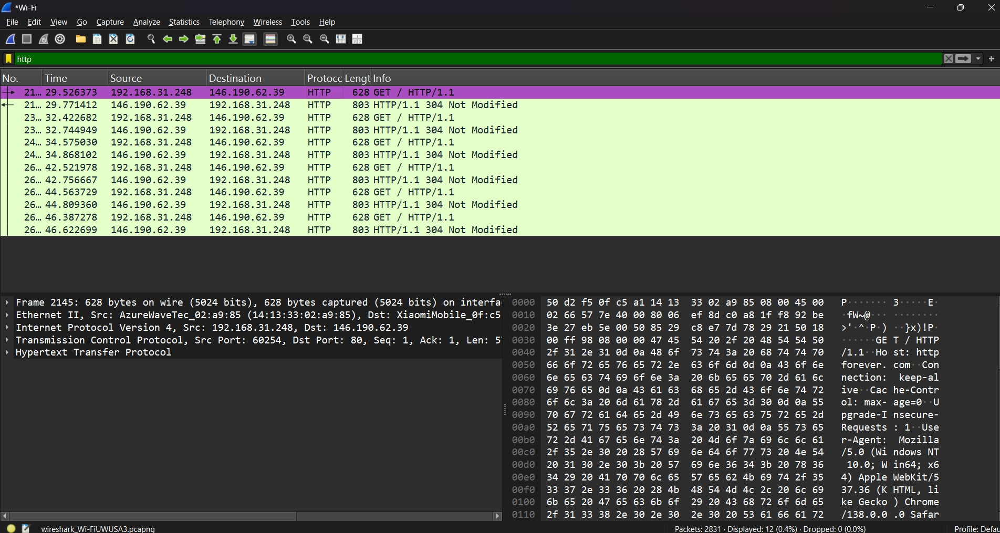 *Wi-Fi
File Edit View Go Capture Analyze Statistics Telephony Wireless Tools Help
http
No. Time Source Destination Protocc Lengt Info
21… 29.526373 192.168.31.248 146.190.62.39 HTTP 628 GET / HTTP/1.1
21… 29.771412 146.190.62.39 192.168.31.248 HTTP 803 HTTP/1.1 304 Not Modified
23… 32.422682 192.168.31.248 146.190.62.39 HTTP 628 GET / HTTP/1.1
23… 32.744949 146.190.62.39 192.168.31.248 HTTP 803 HTTP/1.1 304 Not Modified
24… 34.575030 192.168.31.248 146.190.62.39 HTTP 628 GET / HTTP/1.1
24… 34.868102 146.190.62.39 192.168.31.248 HTTP 803 HTTP/1.1 304 Not Modified
26… 42.521978 192.168.31.248 146.190.62.39 HTTP 628 GET / HTTP/1.1
26… 42.756667 146.190.62.39 192.168.31.248 HTTP 803 HTTP/1.1 304 Not Modified
26… 44.563729 192.168.31.248 146.190.62.39 HTTP 628 GET / HTTP/1.1
26… 44.809360 146.190.62.39 192.168.31.248 HTTP 803 HTTP/1.1 304 Not Modified
26… 46.387278 192.168.31.248 146.190.62.39 HTTP 628 GET / HTTP/1.1
26… 46.622699 146.190.62.39 192.168.31.248 HTTP 803 HTTP/1.1 304 Not Modified
Frame 2145: 628 bytes on wire (5024 bits), 628 bytes captured (5024 bits) on interfa
Ethernet II, Src: AzureWaveTec_02:a9:85 (14:13:33:02:a9:85), Dst: XiaomiMobile_0f:c5
Internet Protocol Version 4, Src: 192.168.31.248, Dst: 146.190.62.39
Transmission Control Protocol, Src Port: 60254, Dst Port: 80, Seq: 1, Ack: 1, Len: 57
Hypertext Transfer Protocol
0000 50 d2 f5 0f c5 a1 14 13 33 02 a9 85 08 00 45 00 P······· 3·····E·
0010 02 66 57 7e 40 00 80 06 ef 8d c0 a8 1f f8 92 be ·fW~@··· ········
0020 3e 27 eb 5e 00 50 85 29 c8 e7 7d 78 29 21 50 18 >'·^·P·) ··}x)!P·
0030 00 ff 98 08 00 00 47 45 54 20 2f 20 48 54 54 50 ······GE T / HTTP
0040 2f 31 2e 31 0d 0a 48 6f 73 74 3a 20 68 74 74 70 /1.1··Ho st: http
0050 66 6f 72 65 76 65 72 2e 63 6f 6d 0d 0a 43 6f 6e forever. com··Con
0060 6e 65 63 74 69 6f 6e 3a 20 6b 65 65 70 2d 61 6c nection: keep-al
0070 69 76 65 0d 0a 43 61 63 68 65 2d 43 6f 6e 74 72 ive··Cac he-Contr
0080 6f 6c 3a 20 6d 61 78 2d 61 67 65 3d 30 0d 0a 55 ol: max- age=0··U
0090 70 67 72 61 64 65 2d 49 6e 73 65 63 75 72 65 2d pgrade-I nsecure-
00a0 52 65 71 75 65 73 74 73 3a 20 31 0d 0a 55 73 65 Requests : 1··Use
00b0 72 2d 41 67 65 6e 74 3a 20 4d 6f 7a 69 6c 6c 61 r-Agent: Mozilla
00c0 2f 35 2e 30 20 28 57 69 6e 64 6f 77 73 20 4e 54 /5.0 (Wi ndows NT
00d0 20 31 30 2e 30 3b 20 57 69 6e 36 34 3b 20 78 36 10.0; W in64; x6
00e0 34 29 20 41 70 70 6c 65 57 65 62 4b 69 74 2f 35 4) Apple WebKit/5
00f0 33 37 2e 33 36 20 28 4b 48 54 4d 4c 2c 20 6c 69 37.36 (K HTML, li
0100 6b 65 20 47 65 63 6b 6f 29 20 43 68 72 6f 6d 65 ke Gecko ) Chrome
0110 2f 31 33 38 2e 30 2e 30 2e 30 20 53 61 66 61 72 /138.0.0 .0 Safar
wireshark_Wi-FiUWUSA3.pcapng Packets: 2831 · Displayed: 12 (0.4%) · Dropped: 0 (0.0%) Profile: Defau